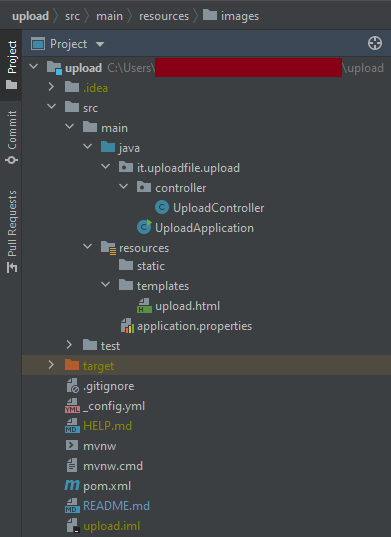 upload src main resources images
Project
upload C:\Users\ \upload
.idea
src
main
java
it.uploadfile.upload
controller
UploadController
UploadApplication
resources
static
templates
upload.html
application.properties
test
target
.gitignore
_config.yml
HELP.md
mvnw
mvnw.cmd
pom.xml
README.md
upload.iml
Project
Commit
Pull Requests